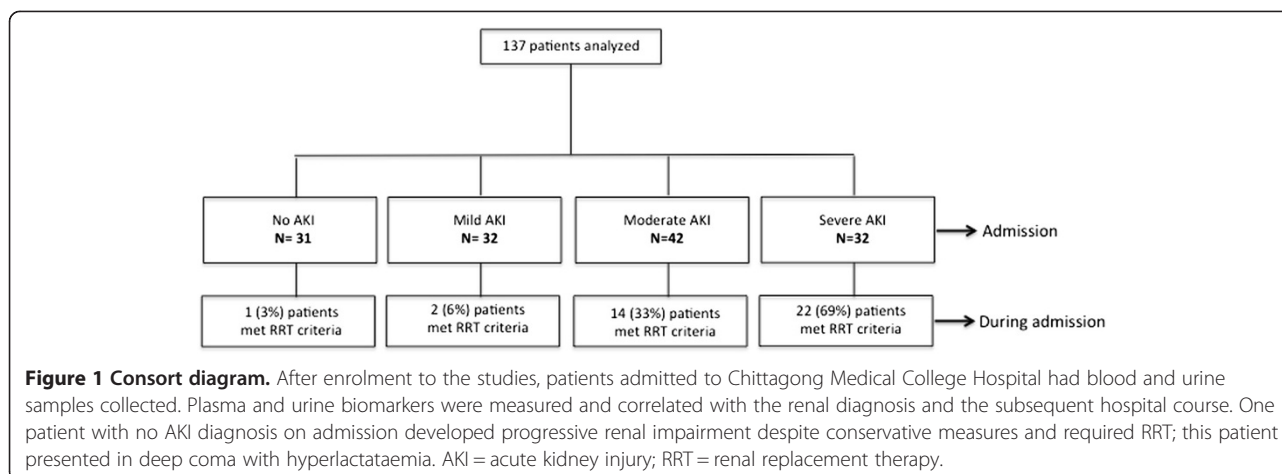 137 patients analyzed
No AKI
N= 31
Mild AKI
N= 32
Moderate AKI
N=42
Severe AKI
N=32
Admission
1 (3%) patients
met RRT criteria
2 (6%) patients
met RRT criteria
14 (33%) patients
met RRT criteria
22 (69%) patients
met RRT criteria
During admission
Figure 1 Consort diagram. After enrolment to the studies, patients admitted to Chittagong Medical College Hospital had blood and urine
samples collected. Plasma and urine biomarkers were measured and correlated with the renal diagnosis and the subsequent hospital course. One
patient with no AKI diagnosis on admission developed progressive renal impairment despite conservative measures and required RRT; this patient
presented in deep coma with hyperlactataemia. AKI = acute kidney injury; RRT = renal replacement therapy.